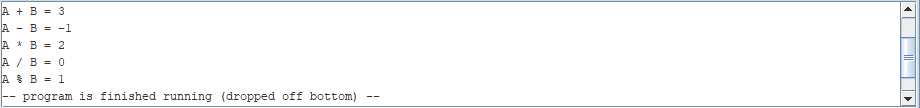 A + B = 3
A - B = -1
A * B = 2
A / B = 0
A % B = 1
-- program is finished running (dropped off bottom) --